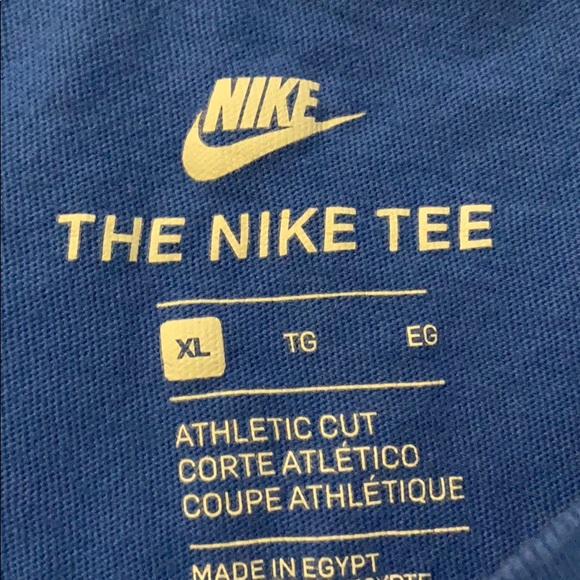 NIKE
THE NIKE TEE
XL TG EG
ATHLETIC CUT
CORTE ATLÉTICO
COUPE ATHLÉTIQUE
MADE IN EGYPT